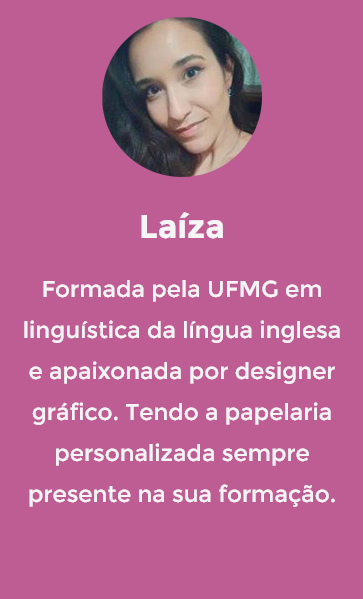 Laíza
Formada pela UFMG em
linguística da língua inglesa
e apaixonada por designer
gráfico. Tendo a papelaria
personalizada sempre
presente na sua formação.